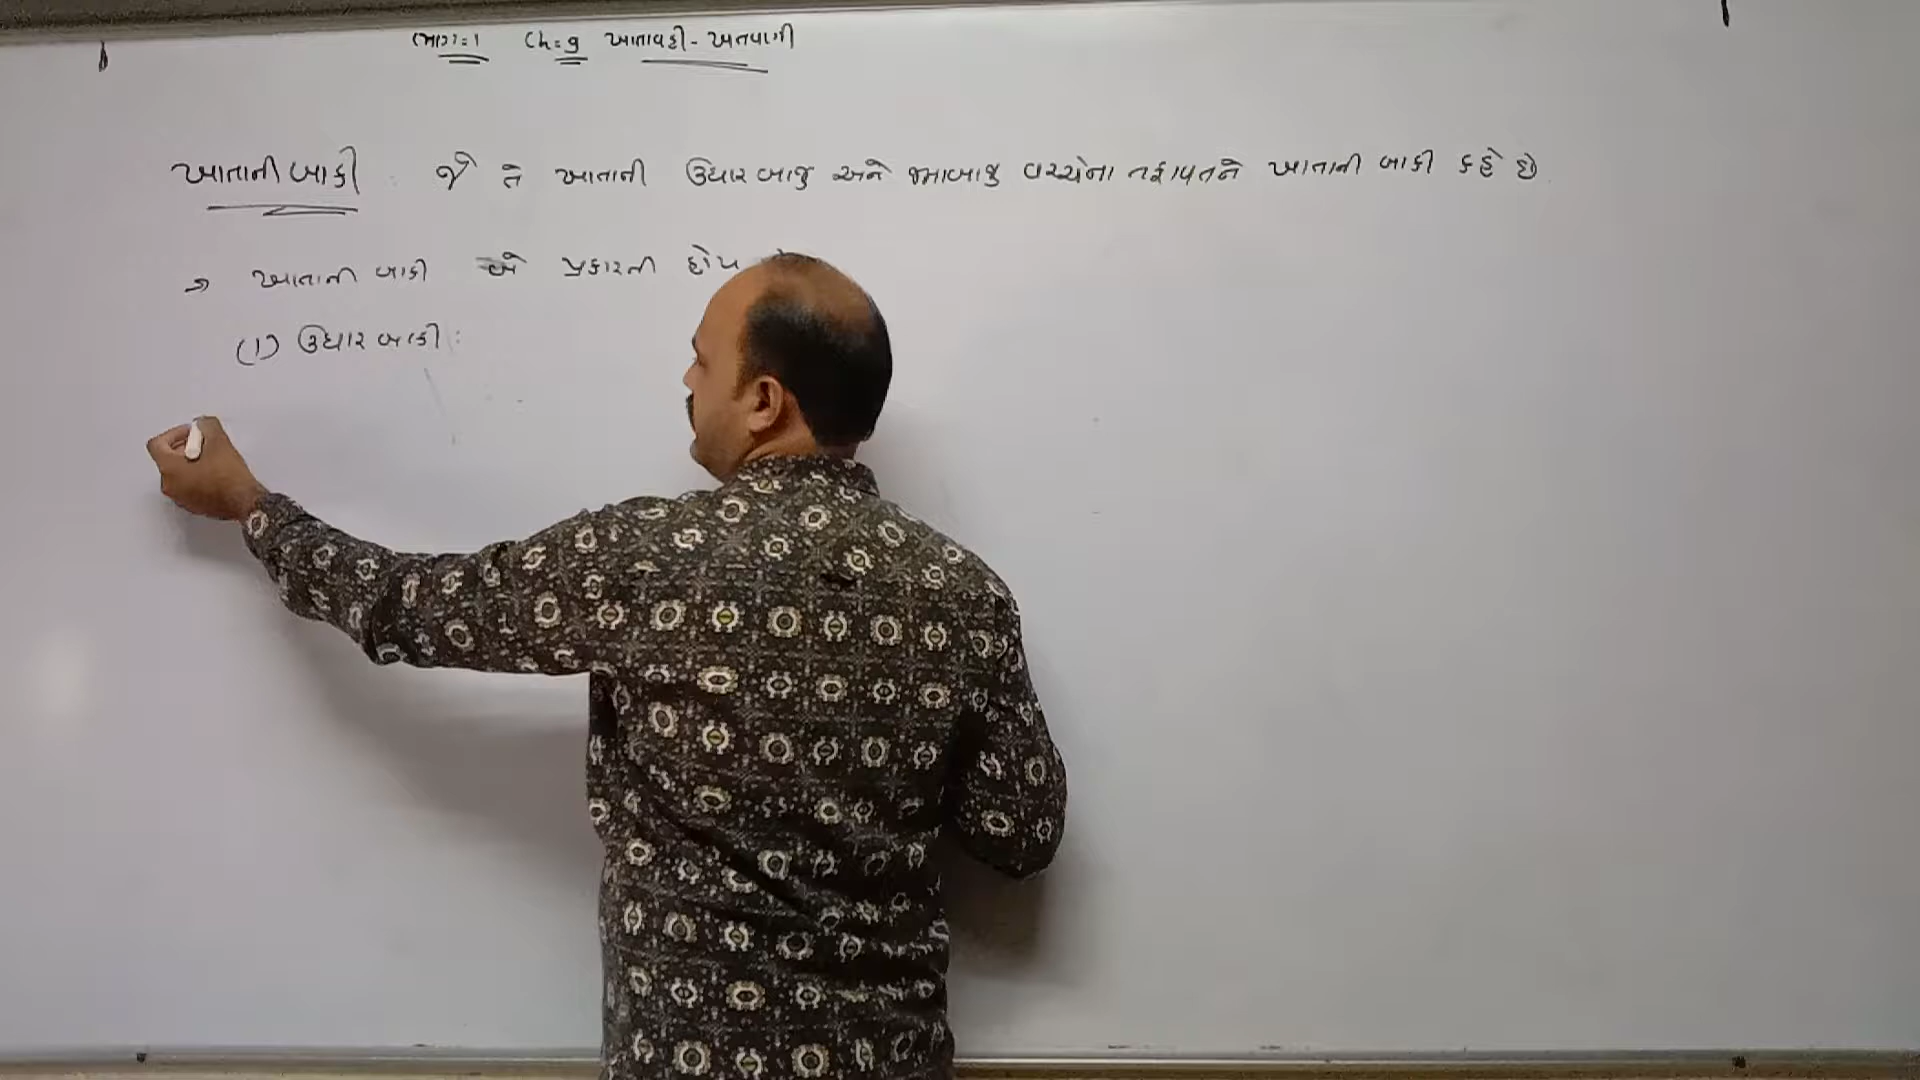 ભાગ=1 Ch=9 ખાતાવહી - ખતવણી
ખાતાની બાકી : જે તે ખાતાની ઉધાર બાજુ અને જમાબાજુ વચ્ચેના તફાવતને ખાતાની બાકી કહે છે
→ ખાતાની બાકી બે પ્રકારની હોય
(1) ઉધાર બાકી :